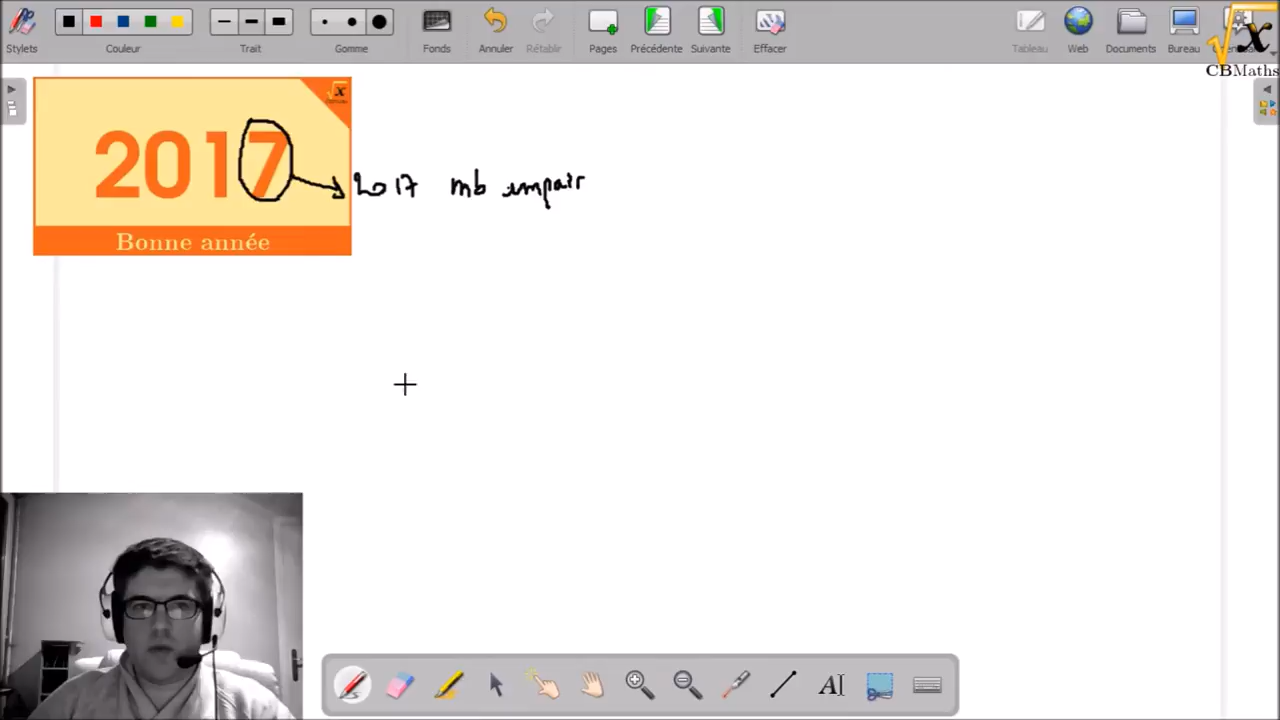 Stylets
Couleur
Trait
Gomme
Fonds
Annuler
Rétablir
Pages
Précédente
Suivante
Effacer
Tableau
Web
Documents
Bureau
√x
CBMaths
2017
Bonne année
2017 nb impair
AI